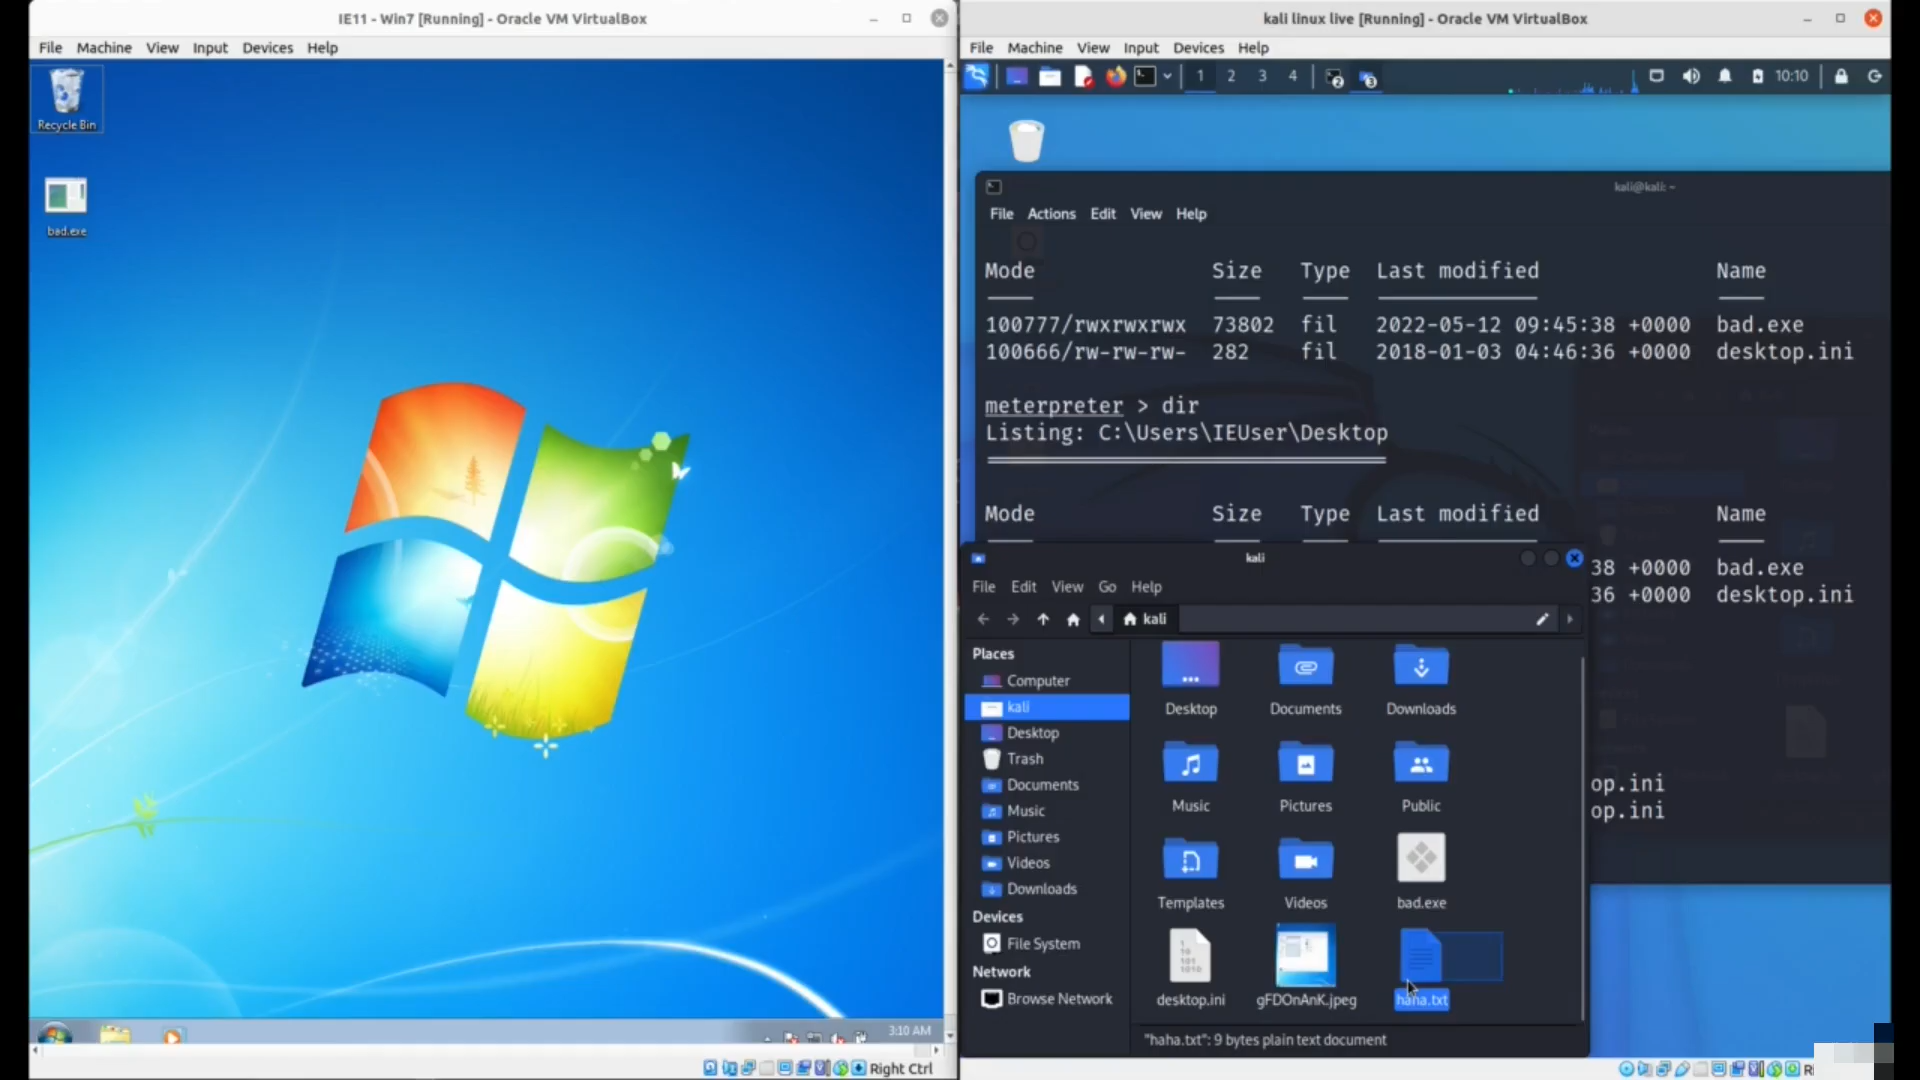 IE11 - Win7 [Running] - Oracle VM VirtualBox
File Machine View Input Devices Help
Recycle Bin
bad.exe
3:10 AM
Right Ctrl
kali linux live [Running] - Oracle VM VirtualBox
File Machine View Input Devices Help
1 2 3 4 2 3 10:10
kali@kali: ~
File Actions Edit View Help
Mode Size Type Last modified Name
100777/rwxrwxrwx 73802 fil 2022-05-12 09:45:38 +0000 bad.exe
100666/rw-rw-rw- 282 fil 2018-01-03 04:46:36 +0000 desktop.ini
meterpreter > dir
Listing: C:\Users\IEUser\Desktop
Mode Size Type Last modified Name
38 +0000 bad.exe
36 +0000 desktop.ini
op.ini
op.ini
kali
File Edit View Go Help
kali
Places
Computer
kali
Desktop
Trash
Documents
Music
Pictures
Videos
Downloads
Devices
File System
Network
Browse Network
Desktop Documents Downloads
Music Pictures Public
Templates Videos bad.exe
desktop.ini gFDOnAnK.jpeg haha.txt
"haha.txt": 9 bytes plain text document